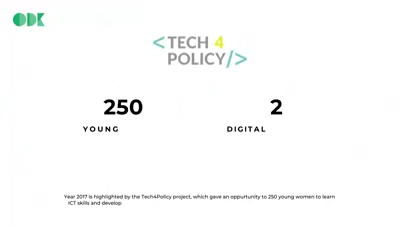 ODK
<TECH 4
POLICY/>
250
2
YOUNG
DIGITAL
Year 2017 is highlighted by the Tech4Policy project, which gave an oppurtunity to 250 young women to learn
ICT skills and develop